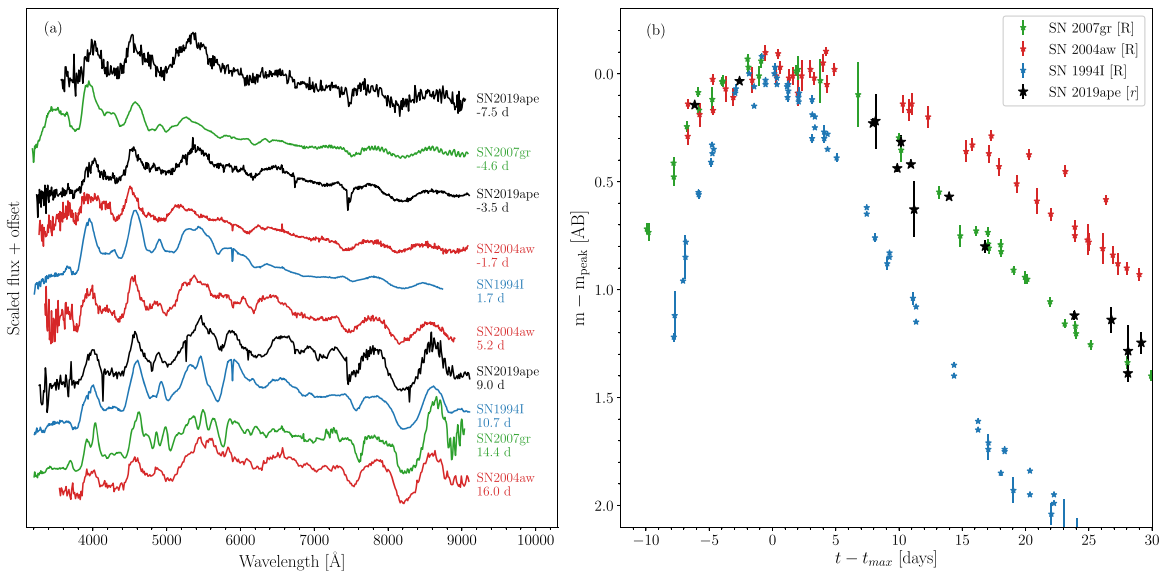 (a)
SN2019ape
-7.5 d
SN2007gr
-4.6 d
SN2019ape
-3.5 d
SN2004aw
-1.7 d
SN1994I
1.7 d
SN2004aw
5.2 d
SN2019ape
9.0 d
SN1994I
10.7 d
SN2007gr
14.4 d
SN2004aw
16.0 d
Scaled flux + offset
4000 5000 6000 7000 8000 9000 10000
Wavelength [Å]
(b)
SN 2007gr [R]
SN 2004aw [R]
SN 1994I [R]
SN 2019ape [r]
0.0
0.5
1.0
1.5
2.0
m − m_peak [AB]
−10 −5 0 5 10 15 20 25 30
t − t_max [days]